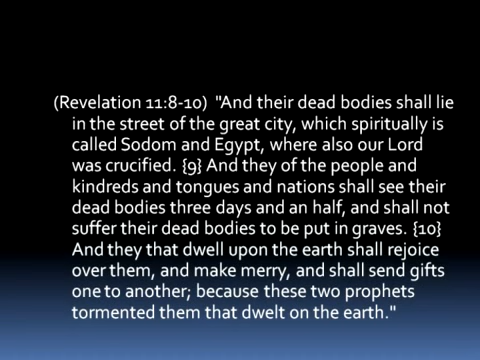 (Revelation 11:8-10) "And their dead bodies shall lie
in the street of the great city, which spiritually is
called Sodom and Egypt, where also our Lord
was crucified. {9} And they of the people and
kindreds and tongues and nations shall see their
dead bodies three days and an half, and shall not
suffer their dead bodies to be put in graves. {10}
And they that dwell upon the earth shall rejoice
over them, and make merry, and shall send gifts
one to another; because these two prophets
tormented them that dwelt on the earth."